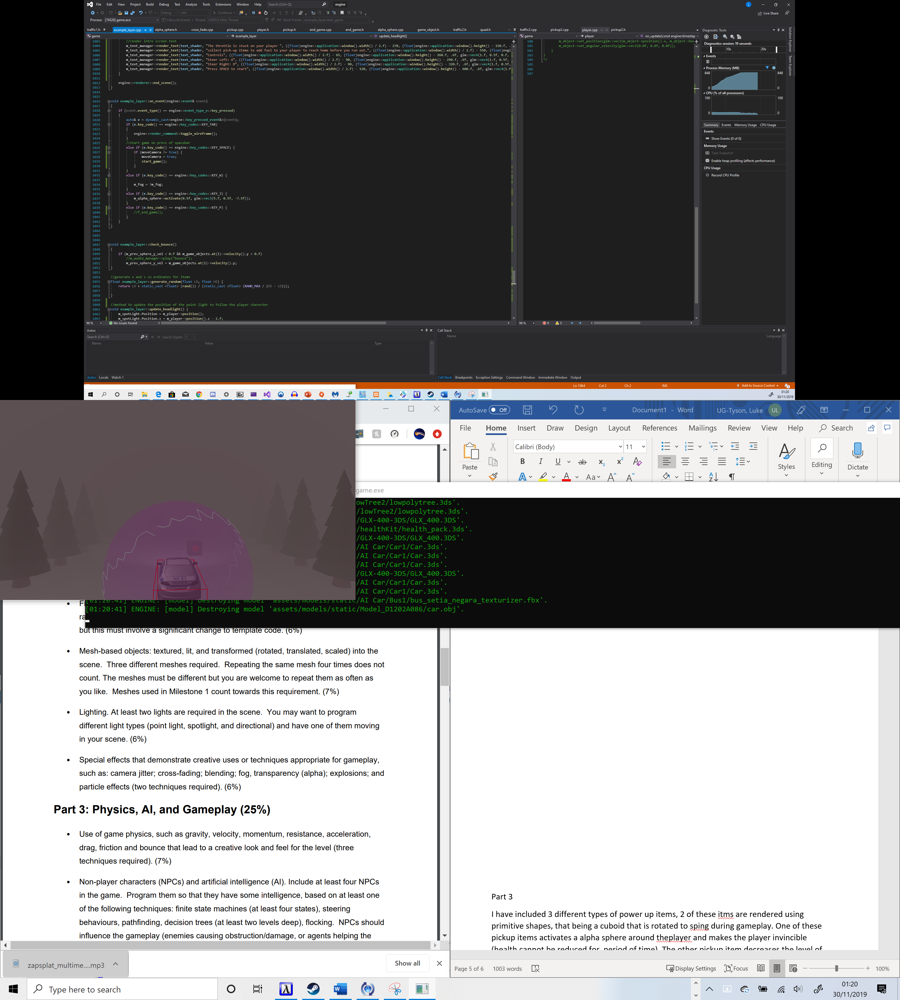 File Edit View Project Build Debug Test Analyze Tools Extensions Window Help Search (Ctrl+Q) engine
Live Share
Debug x64 Continue
Process: [74328] game.exe Lifecycle Events Thread: [60852] Main Thread Stack Frame: example_layer::start_game
traffic1.h example_layer.cpp alpha_sphere.h cross_fade.cpp pickup.cpp player.h pickup.h end_game.cpp end_game.h alpha_sphere.cpp game_object.h traffic2.h quad.h
game example_layer update_headlight()
1003 //render intro screen text
1004 m_text_manager->render_text(text_shader, "The throttle is stuck on your player ", ((float)engine::application::window().width() / 2.f) - 270, (float)engine::application::window().height() - 150.f, .
1005 m_text_manager->render_text(text_shader, "collect pick-up items to add fuel to your player to reach home before you run out.", ((float)engine::application::window().width() / 2.f) - 550, (float)engi
1006 m_text_manager->render_text(text_shader, "Controls", ((float)engine::application::window().width() / 2.f) - 65, (float)engine::application::window().height() - 260.f, .6f, glm::vec4(1.f, 0.5f, 0.f,
1007 m_text_manager->render_text(text_shader, "Steer Left: A", ((float)engine::application::window().width() / 2.f) - 90, (float)engine::application::window().height() - 290.f, .6f, glm::vec4(1.f, 0.5f,
1008 m_text_manager->render_text(text_shader, "Steer Right: D", ((float)engine::application::window().width() / 2.f) - 90, (float)engine::application::window().height() - 320.f, .6f, glm::vec4(1.f, 0.5f,
1009 m_text_manager->render_text(text_shader, "Press SPACE to start", ((float)engine::application::window().width() / 2.f) - 120, (float)engine::application::window().height() - 600.f, .6f, glm::vec4(1.f
1010 }
1011
1012 engine::renderer::end_scene();
1013 }
1014
1015
1016 void example_layer::on_event(engine::event& event)
1017 {
1018 if (event.event_type() == engine::event_type_e::key_pressed)
1019 {
1020 auto& e = dynamic_cast<engine::key_pressed_event&>(event);
1021 if (e.key_code() == engine::key_codes::KEY_TAB)
1022 {
1023 engine::render_command::toggle_wireframe();
1024 }
1025 //start game on press of spacebar
1026 else if (e.key_code() == engine::key_codes::KEY_SPACE) {
1027 if (moveCamera != true) {
1028 moveCamera = true;
1029 start_game();
1030 }
1031 }
1032 else if (e.key_code() == engine::key_codes::KEY_W) {
1033
1034 m_fog = !m_fog;
1035 }
1036 else if (e.key_code() == engine::key_codes::KEY_3) {
1037 m_alpha_sphere->activate(0.5f, glm::vec3(5.f, 0.5f, -7.5f));
1038 }
1039 else if (e.key_code() == engine::key_codes::KEY_P) {
1040 //f_end_game();
1041 }
1042 }
1043 }
1044
1045
1046
1047 void example_layer::check_bounce()
1048 {
1049 if (m_prev_sphere_y_vel < 0.f && m_game_objects.at(1)->velocity().y > 0.f)
1050 //m_audio_manager->play("bounce");
1051 m_prev_sphere_y_vel = m_game_objects.at(1)->velocity().y;
1052 }
1053
1054 //generate x and z co ordinates for items
1055 float example_layer::generate_random(float LO, float HI) {
1056 return LO + static_cast <float> (rand()) / (static_cast <float> (RAND_MAX / (HI - LO)));
1057
1058 }
1059
1060 //method to update the position of the point light to follow the player charecter
1061 void example_layer::update_headlight() {
1062 m_spotLight.Position = m_player->position();
1063 m_spotLight.Position.z = m_player->position().z - 2.f;
98 % No issues found
traffic2.cpp pickup2.cpp player.cpp pickup2.h
game player on_update(const engine::timestep
100 m_object->set_position(glm::vec3(m_object->position().x, m_object->bou
101 m_object->set_angular_velocity(glm::vec3(0.0f, 0.0f, 0.0f));
102 }
103 }
104 */
105
106
107
98 % 0 3
Diagnostic Tools
Diagnostics session: 19 seconds
10s 20s
Events
Process Memory (MB)
848 848
0 0
CPU (% of all processors)
100 100
0 0
Summary Events Memory Usage CPU Usage
Events
Show Events (0 of 0)
Memory Usage
Take Snapshot
Enable heap profiling (affects performance)
CPU Usage
Record CPU Profile
Solution Explorer Team Explorer
Autos
Search (Ctrl+E) Search Depth: 3
Name Value Type
Autos Locals Watch 1
Call Stack
Name Language
Call Stack Breakpoints Exception Settings Command Window Immediate Window Output
Ln 1064 Col 2 Ch 2 INS Add to Source Control 1
01:20
30/11/2019
AutoSave Off Document1 - Word UG-Tyson, Luke UL
File Home Insert Draw Design Layout References Mailings Review View Help Search
Calibri (Body) 11
Paste Styles Editing Dictate
game.exe
owTree2/lowpolytree.3ds'.
/lowTree2/lowpolytree.3ds'.
/GLX-400-3DS/GLX_400.3DS'.
/healthKit/health_pack.3ds'.
/GLX-400-3DS/GLX_400.3DS'.
/AI Car/Car1/Car.3ds'.
/AI Car/Car1/Car.3ds'.
/AI Car/Car1/Car.3ds'.
/GLX-400-3DS/GLX_400.3DS'.
/AI Car/Car1/Car.3ds'.
/AI Car/Car1/Car.3ds'.
[01:20:41] ENGINE: [model] Destroying model 'assets/models/static/AI Car/Bus1/bus_setia_negara_texturizer.fbx'.
[01:20:41] ENGINE: [model] Destroying model 'assets/models/static/Model_D1202A086/car.obj'.
POLICE
but this must involve a significant change to template code. (6%)
• Mesh-based objects: textured, lit, and transformed (rotated, translated, scaled) into the
scene. Three different meshes required. Repeating the same mesh four times does not
count. The meshes must be different but you are welcome to repeat them as often as
you like. Meshes used in Milestone 1 count towards this requirement. (7%)
• Lighting. At least two lights are required in the scene. You may want to program
different light types (point light, spotlight, and directional) and have one of them moving
in your scene. (6%)
• Special effects that demonstrate creative uses or techniques appropriate for gameplay,
such as: camera jitter; cross-fading; blending; fog, transparency (alpha); explosions; and
particle effects (two techniques required). (6%)
Part 3: Physics, AI, and Gameplay (25%)
• Use of game physics, such as gravity, velocity, momentum, resistance, acceleration,
drag, friction and bounce that lead to a creative look and feel for the level (three
techniques required). (7%)
• Non-player characters (NPCs) and artificial intelligence (AI). Include at least four NPCs
in the game. Program them so that they have some intelligence, based on at least one
of the following techniques: finite state machines (at least four states), steering
behaviours, pathfinding, decision trees (at least two levels deep), flocking. NPCs should
influence the gameplay (enemies causing obstruction/damage, or agents helping the
Part 3
I have included 3 different types of power up items, 2 of these itms are rendered using
primitive shapes, that being a cuboid that is rotated to sping during gameplay. One of these
pickup items activates a alpha sphere around theplayer and makes the player invincible
(health cannot be reduced for period of time). The other pickup item decreases the level of
zapsplat_multime....mp3 Show all
Page 5 of 6 1003 words Display Settings Focus 100%
Type here to search
01:20
30/11/2019